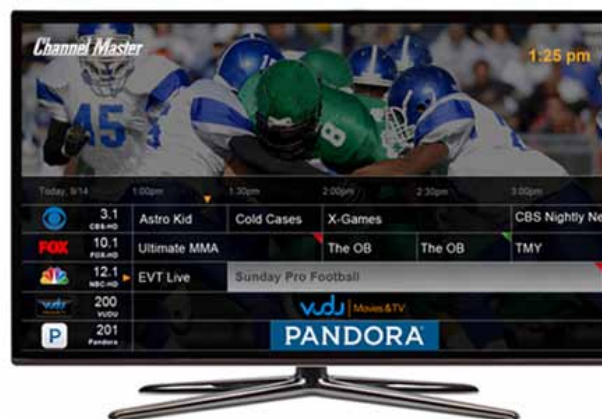 Channel Master
1:25 pm
45
15
8
Today, 9/14 1:00pm 1:30pm 2:00pm 2:30pm 3:00pm
3.1 CBS-HD Astro Kid Cold Cases X-Games CBS Nightly Ne
FOX 10.1 FOX-HD Ultimate MMA The OB The OB TMY
12.1 NBC-HD EVT Live Sunday Pro Football
vudu 200 VUDU vudu Movies & TV
P 201 Pandora PANDORA